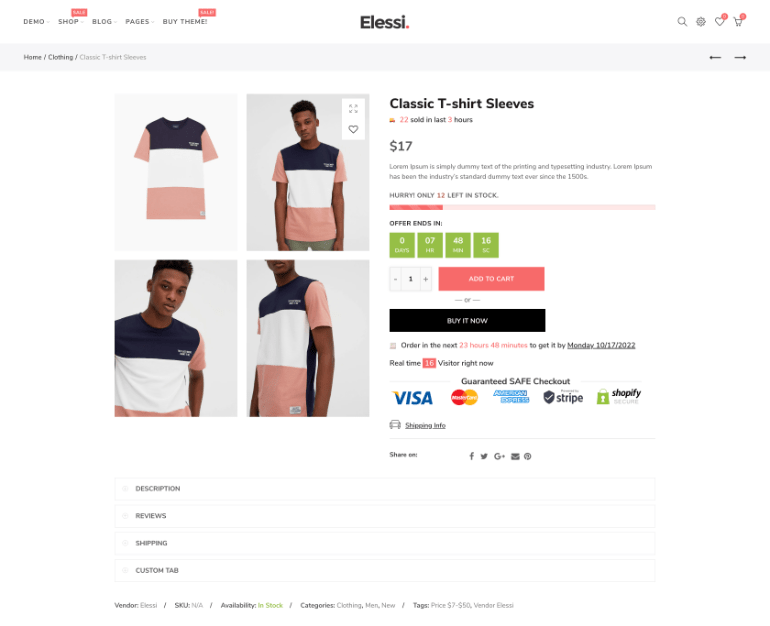 SALE
SALE!
DEMO SHOP BLOG PAGES BUY THEME!
Elessi.
0 0
Home / Clothing / Classic T-shirt Sleeves
Classic T-shirt Sleeves
22 sold in last 3 hours
$17
Lorem Ipsum is simply dummy text of the printing and typesetting industry. Lorem Ipsum
has been the industry's standard dummy text ever since the 1500s.
HURRY! ONLY 12 LEFT IN STOCK.
OFFER ENDS IN:
0 07 48 16
DAYS HR MIN SC
- 1 + ADD TO CART
— or —
BUY IT NOW
Order in the next 23 hours 48 minutes to get it by Monday 10/17/2022
Real time 16 Visitor right now
Guaranteed SAFE Checkout
VISA MasterCard AMERICAN EXPRESS stripe shopify SECURE
Shipping Info
Share on:
DESCRIPTION
REVIEWS
SHIPPING
CUSTOM TAB
Vendor: Elessi / SKU: N/A / Availability: In Stock / Categories: Clothing, Men, New / Tags: Price $7-$50, Vendor Elessi